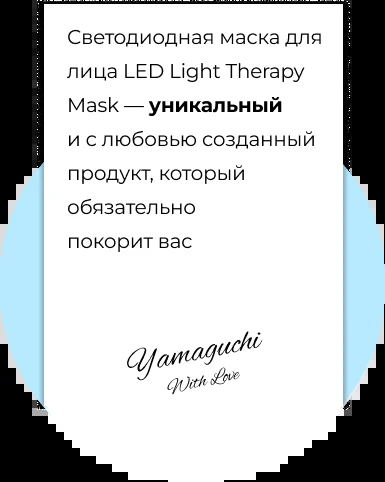 Светодиодная маска для
лица LED Light Therapy
Mask — уникальный
и с любовью созданный
продукт, который
обязательно
покорит вас
Yamaguchi
With Love